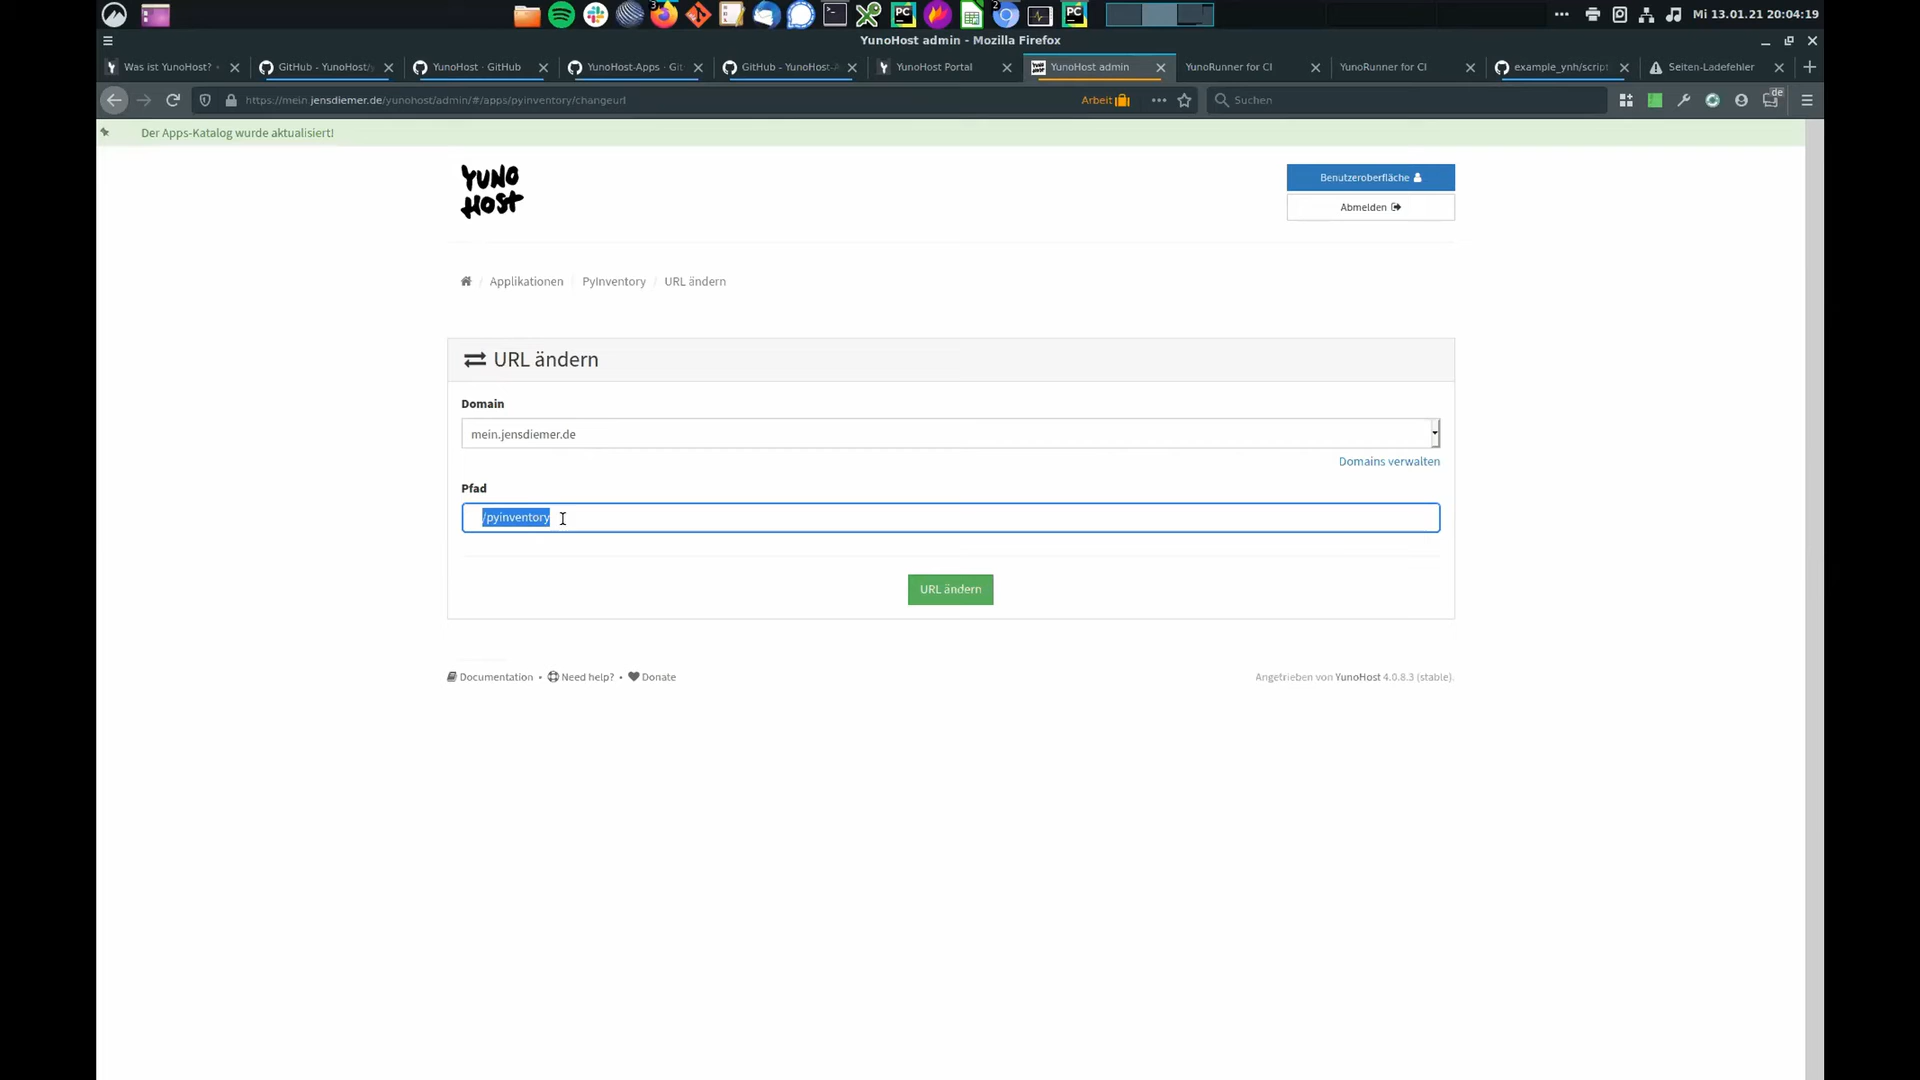 3
2
Mi 13.01.21 20:04:19
YunoHost admin - Mozilla Firefox
Was ist YunoHost?
GitHub - YunoHost/y
YunoHost · GitHub
YunoHost-Apps · Git
GitHub - YunoHost-A
YunoHost Portal
YunoHost admin
YunoRunner for CI
YunoRunner for CI
example_ynh/script
Seiten-Ladefehler
https://mein.jensdiemer.de/yunohost/admin/#/apps/pyinventory/changeurl
Arbeit
Suchen
de
Der Apps-Katalog wurde aktualisiert!
YUNO
HOST
Benutzeroberfläche
Abmelden
Applikationen / PyInventory / URL ändern
URL ändern
Domain
mein.jensdiemer.de
Domains verwalten
Pfad
/pyinventory
URL ändern
Documentation • Need help? • Donate
Angetrieben von YunoHost 4.0.8.3 (stable).